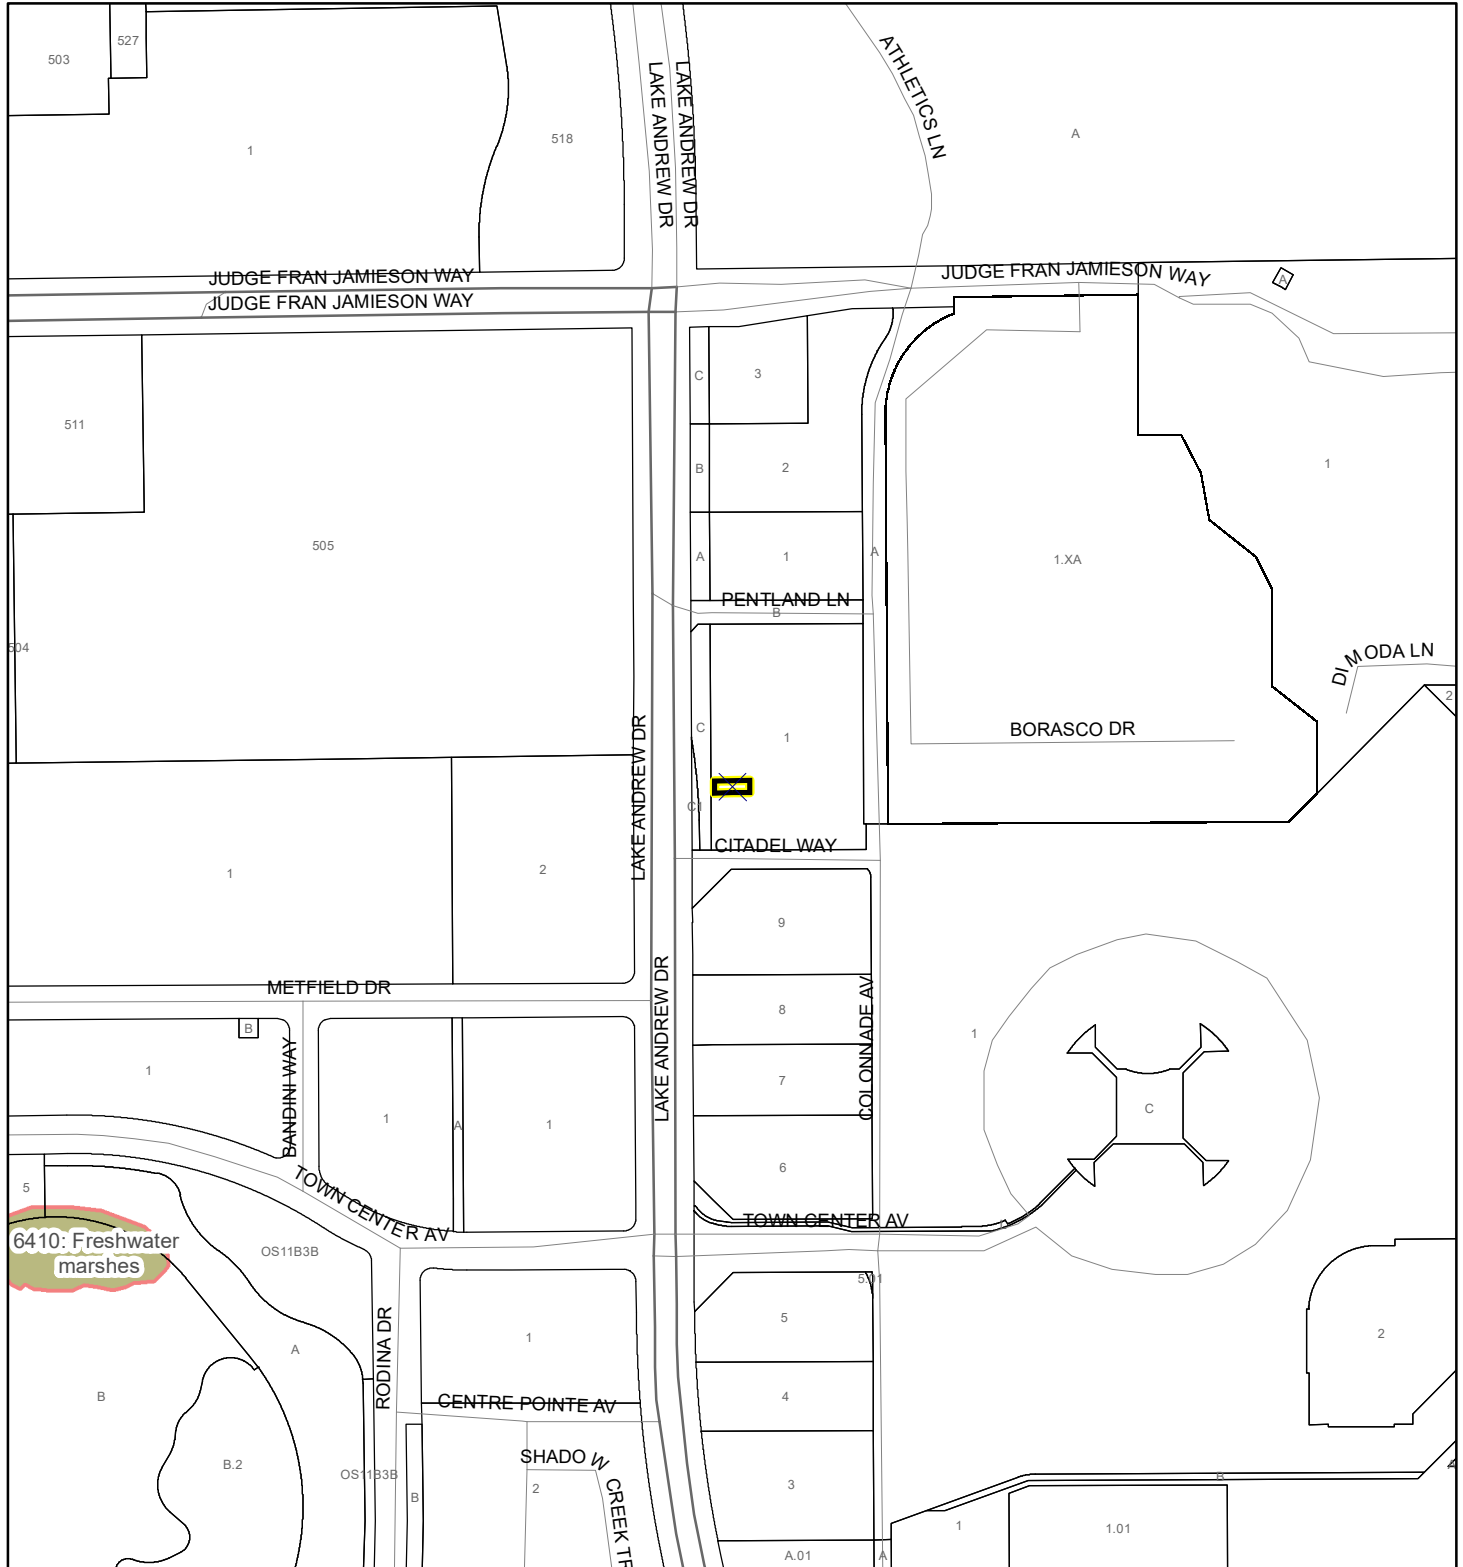 527
503
LAKE ANDREW DR
LAKE ANDREW DR
ATHLETICS LN
1
518
A
JUDGE FRAN JAMIESON WAY
JUDGE FRAN JAMIESON WAY
JUDGE FRAN JAMIESON WAY
A
C
3
511
B
2
1
505
A
1
A
1.XA
PENTLAND LN
B
504
DI MODA LN
2
LAKE ANDREW DR
C
1
BORASCO DR
C1
CITADEL WAY
1
2
9
METFIELD DR
LAKE ANDREW DR
COLONNADE AV
8
B
1
BANDINI WAY
1
7
1
A
1
C
6
5
TOWN CENTER AV
TOWN CENTER AV
6410: Freshwater
marshes
OS11B3B
5.01
5
RODINA DR
1
2
A
B
CENTRE POINTE AV
4
SHADOW CREEK TR
B.2
OS11B3B
B
2
3
B
1
1.01
A.01
A